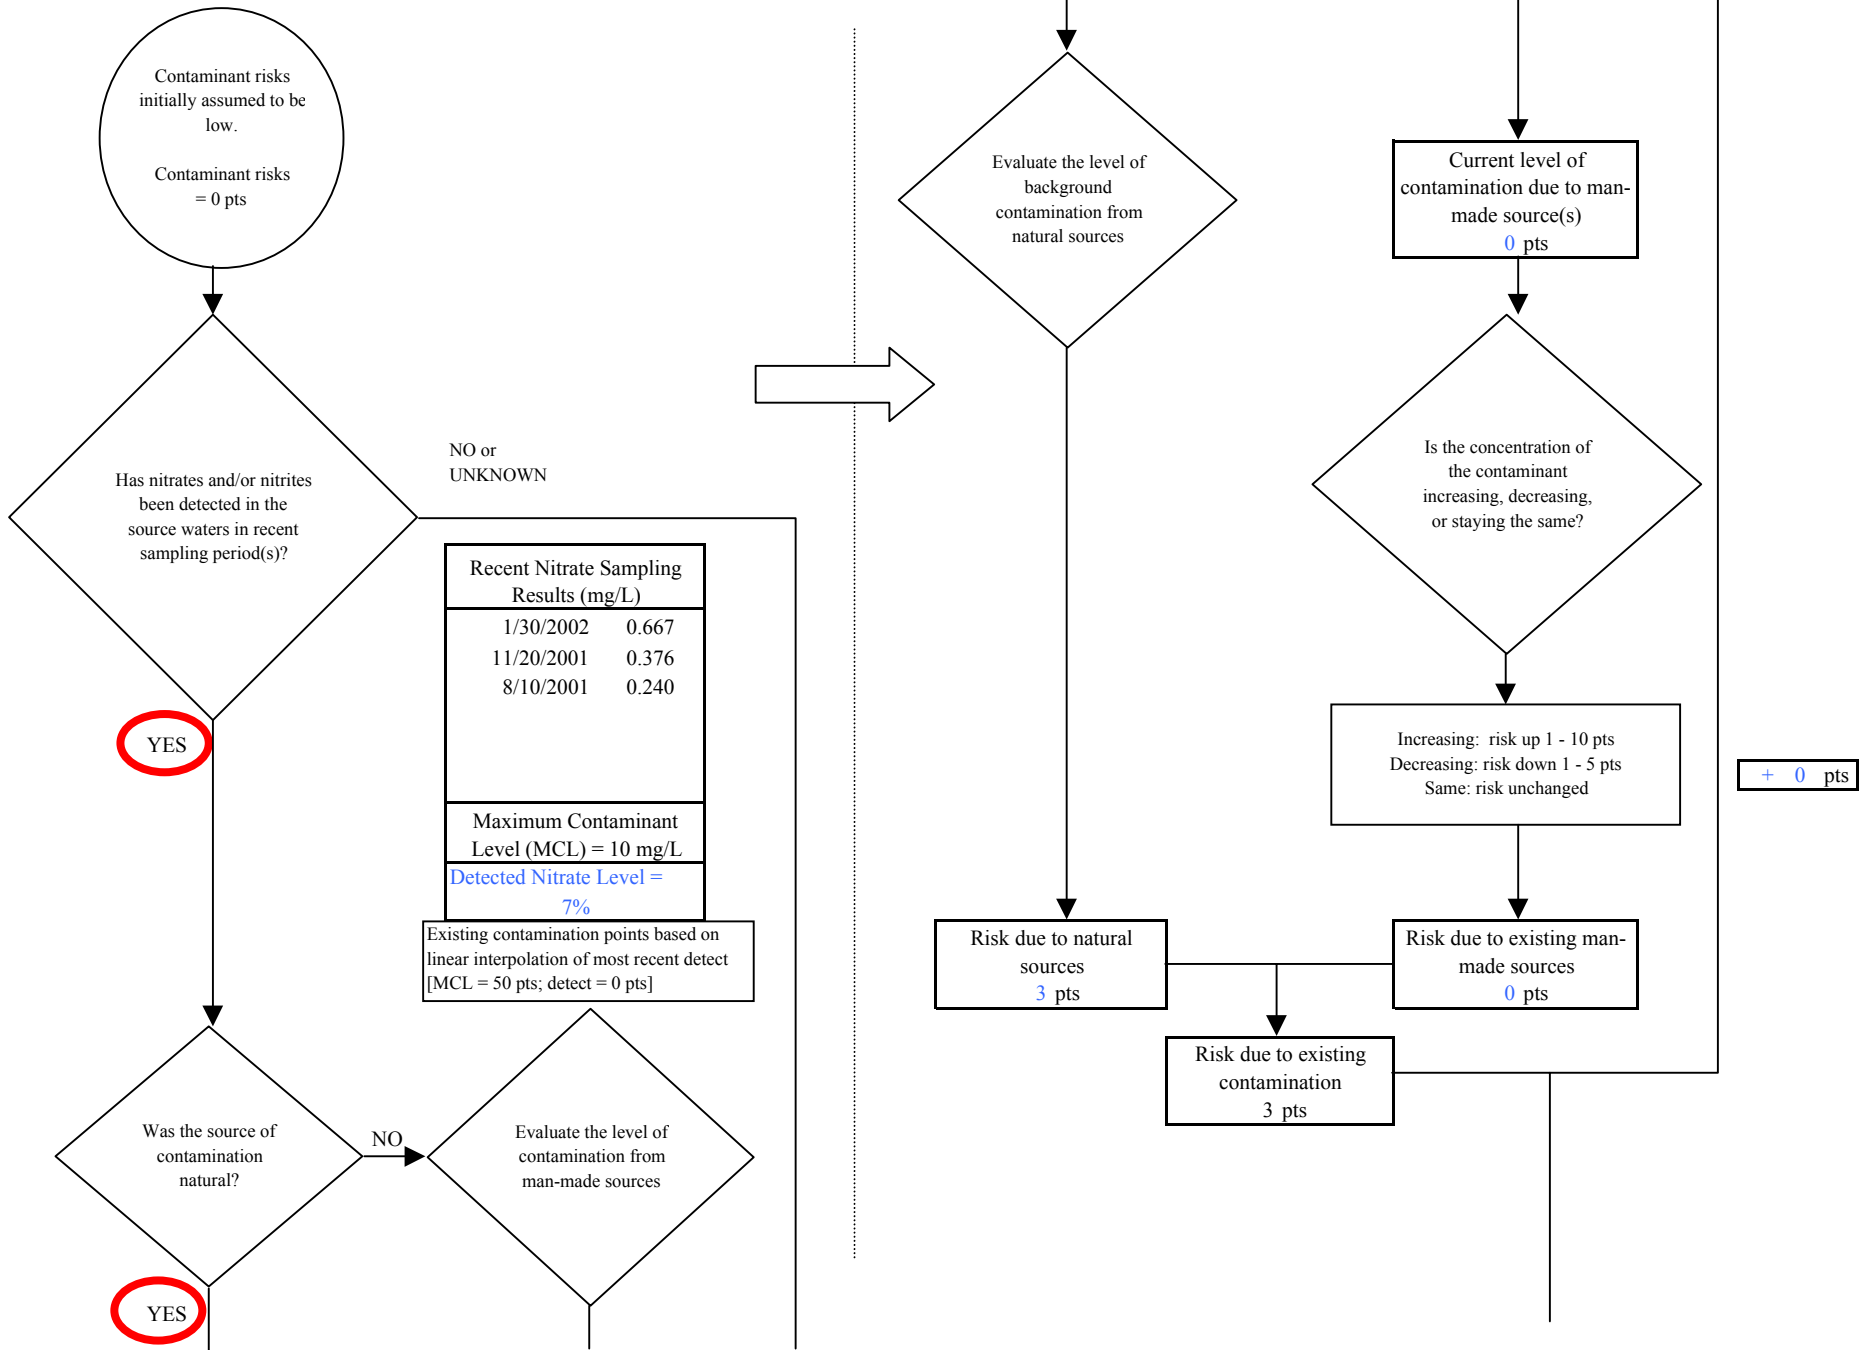 Contaminant risks
initially assumed to be
low.
Contaminant risks
= 0 pts
Has nitrates and/or nitrites
been detected in the
source waters in recent
sampling period(s)?
NO or
UNKNOWN
YES
Recent Nitrate Sampling
Results (mg/L)
1/30/2002 0.667
11/20/2001 0.376
8/10/2001 0.240
Maximum Contaminant
Level (MCL) = 10 mg/L
Detected Nitrate Level =
7%
Existing contamination points based on
linear interpolation of most recent detect
[MCL = 50 pts; detect = 0 pts]
Was the source of
contamination
natural?
NO
YES
Evaluate the level of
contamination from
man-made sources
Evaluate the level of
background
contamination from
natural sources
Current level of
contamination due to man-
made source(s)
0 pts
Is the concentration of
the contaminant
increasing, decreasing,
or staying the same?
Increasing: risk up 1 - 10 pts
Decreasing: risk down 1 - 5 pts
Same: risk unchanged
+ 0 pts
Risk due to natural
sources
3 pts
Risk due to existing man-
made sources
0 pts
Risk due to existing
contamination
3 pts